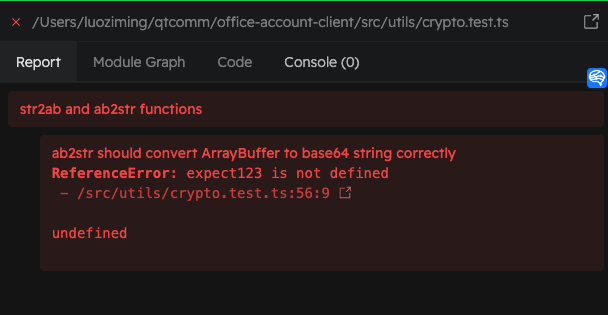 /Users/luoziming/qtcomm/office-account-client/src/utils/crypto.test.ts
Report Module Graph Code Console (0)
str2ab and ab2str functions
ab2str should convert ArrayBuffer to base64 string correctly
ReferenceError: expect123 is not defined
– /src/utils/crypto.test.ts:56:9
undefined